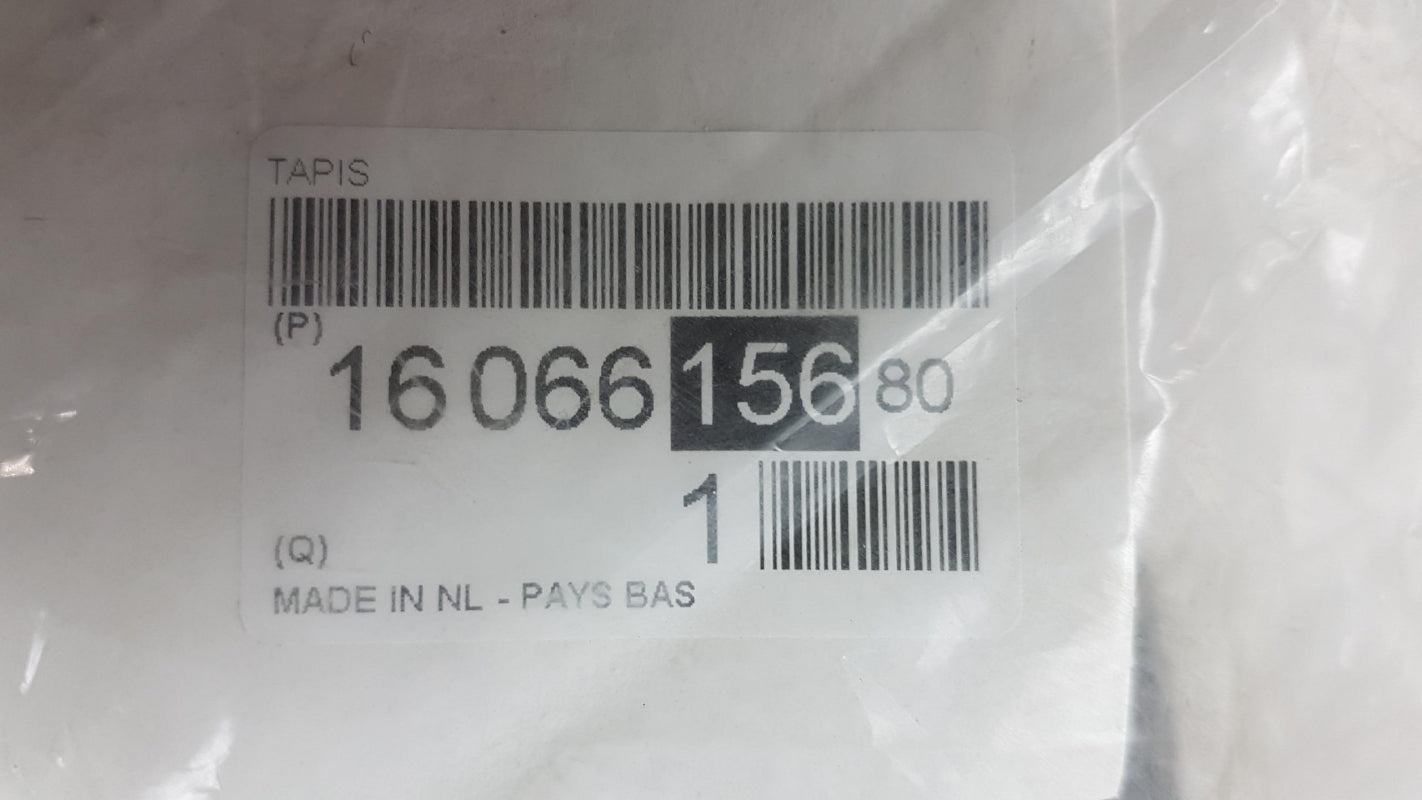 TAPIS
(P)
16 066 156 80
1
(Q)
MADE IN NL - PAYS BAS